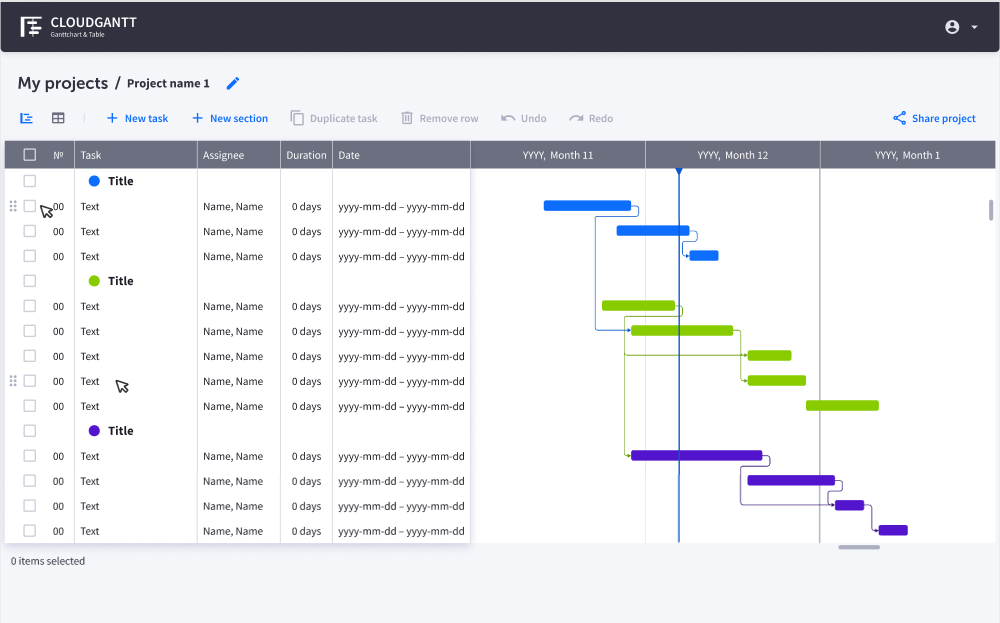 CLOUDGANTT
Ganttchart & Table
My projects / Project name 1
New task New section Duplicate task Remove row Undo Redo Share project
Nº Task Assignee Duration Date YYYY, Month 11 YYYY, Month 12 YYYY, Month 1
Title
00 Text Name, Name 0 days yyyy-mm-dd – yyyy-mm-dd
00 Text Name, Name 0 days yyyy-mm-dd – yyyy-mm-dd
00 Text Name, Name 0 days yyyy-mm-dd – yyyy-mm-dd
Title
00 Text Name, Name 0 days yyyy-mm-dd – yyyy-mm-dd
00 Text Name, Name 0 days yyyy-mm-dd – yyyy-mm-dd
00 Text Name, Name 0 days yyyy-mm-dd – yyyy-mm-dd
00 Text Name, Name 0 days yyyy-mm-dd – yyyy-mm-dd
00 Text Name, Name 0 days yyyy-mm-dd – yyyy-mm-dd
Title
00 Text Name, Name 0 days yyyy-mm-dd – yyyy-mm-dd
00 Text Name, Name 0 days yyyy-mm-dd – yyyy-mm-dd
00 Text Name, Name 0 days yyyy-mm-dd – yyyy-mm-dd
00 Text Name, Name 0 days yyyy-mm-dd – yyyy-mm-dd
0 items selected